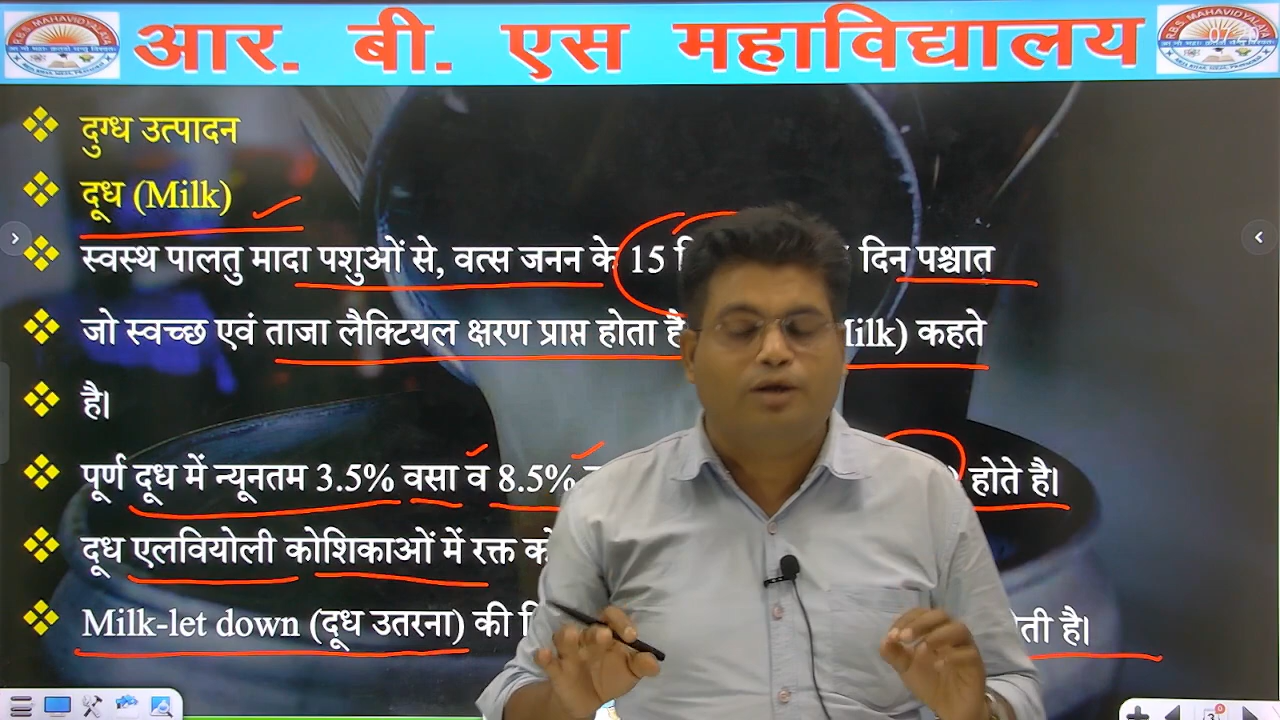 आर. बी. एस महाविद्यालय
दुग्ध उत्पादन
दूध (Milk)
स्वस्थ पालतु मादा पशुओं से, वत्स जनन के 15 दिन पश्चात
जो स्वच्छ एवं ताजा लैक्टियल क्षरण प्राप्त होता है कहते
है।
पूर्ण दूध में न्यूनतम 3.5% वसा व 8.5% होते है।
दूध एलवियोली कोशिकाओं में रक्त
Milk-let down (दूध उतरना) की है।